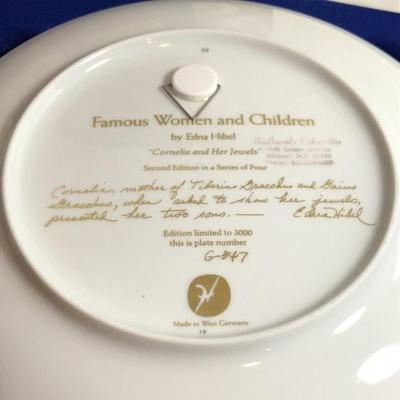 Famous Women and Children
by Edna Hibel
"Cornelia and Her Jewels"
Second Edition in a Series of Four
Cornelia, mother of Tiberius Gracchus and Gaius
Gracchus, when asked to show her jewels,
presented her two sons. — Edna Hibel
Edition limited to 3000
this is plate number
G-347
Made in West Germany